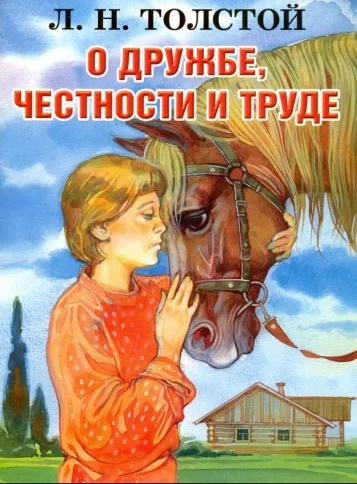 Л. Н. ТОЛСТОЙ
О ДРУЖБЕ,
ЧЕСТНОСТИ И ТРУДЕ